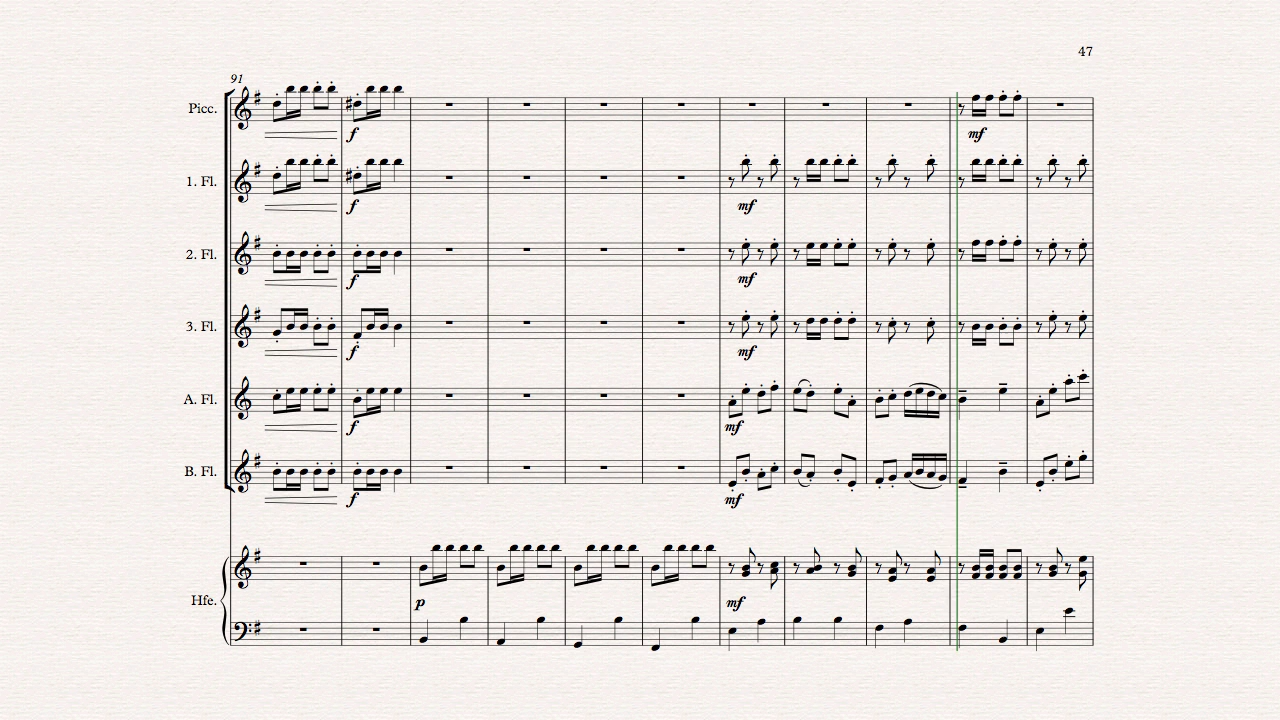 47
91
Picc.
f
mf
1. Fl.
f
mf
2. Fl.
f
mf
3. Fl.
f
mf
A. Fl.
f
mf
B. Fl.
f
mf
Hfe.
p
mf